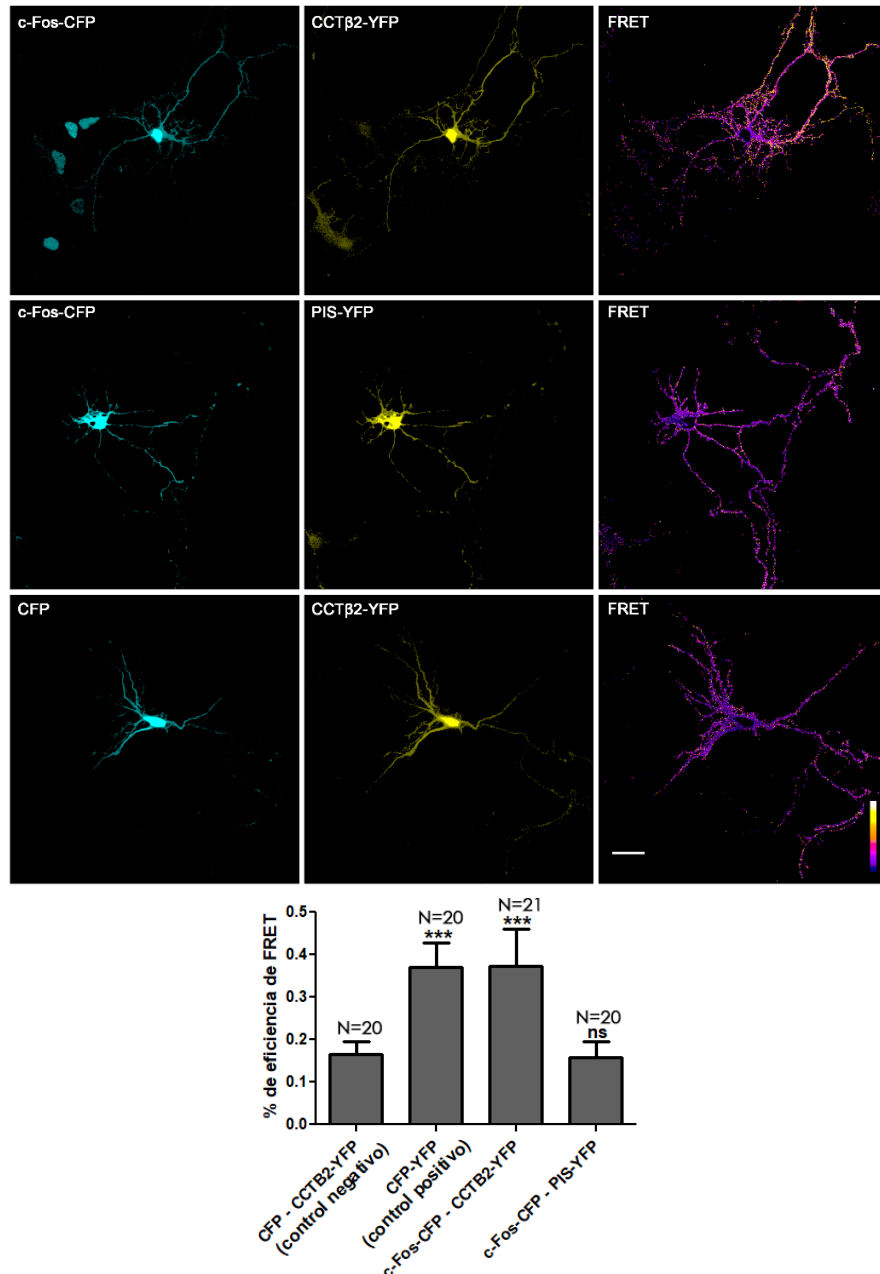 c-Fos-CFP
CCTβ2-YFP
FRET
c-Fos-CFP
PIS-YFP
FRET
CFP
CCTβ2-YFP
FRET
% de eficiencia de FRET
0.5
0.4
0.3
0.2
0.1
0.0
N=20
N=20
***
N=21
***
N=20
ns
CFP - CCTB2-YFP
(control negativo)
CFP-YFP
(control positivo)
c-Fos-CFP - CCTB2-YFP
c-Fos-CFP - PIS-YFP